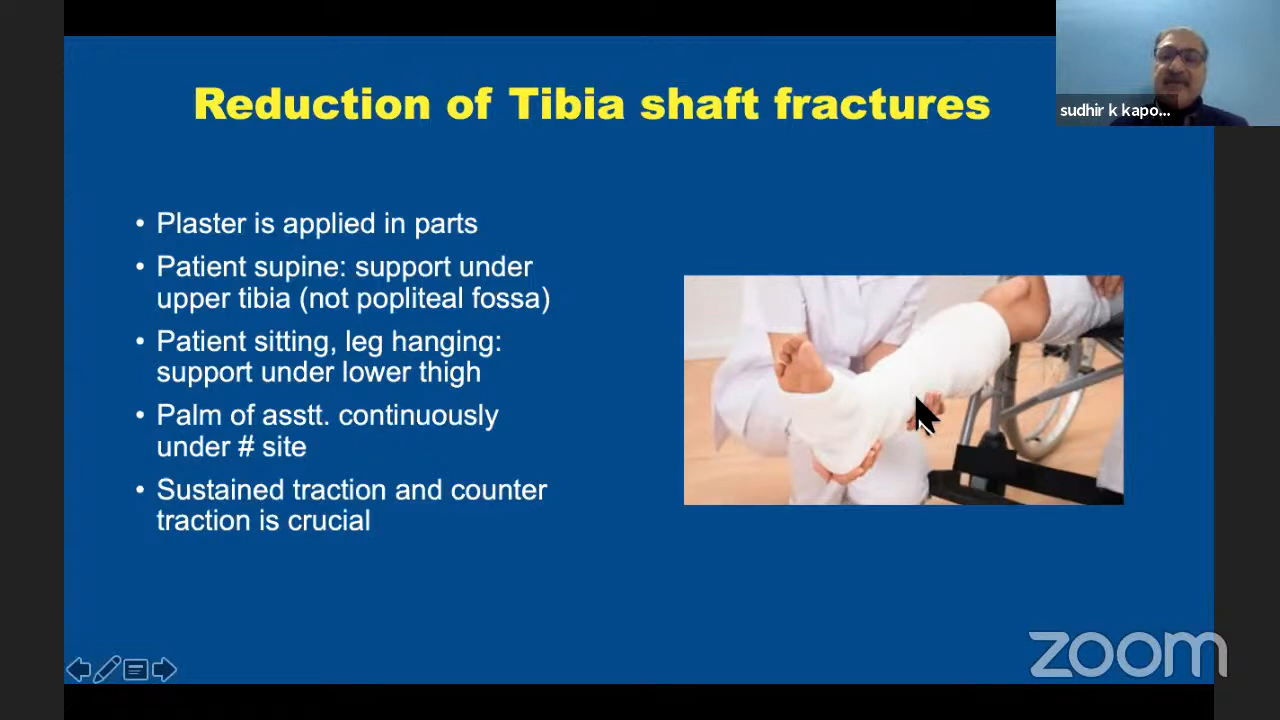 Reduction of Tibia shaft fractures
sudhir k kapo...
• Plaster is applied in parts
• Patient supine: support under
upper tibia (not popliteal fossa)
• Patient sitting, leg hanging:
support under lower thigh
• Palm of asstt. continuously
under # site
• Sustained traction and counter
traction is crucial
zoom